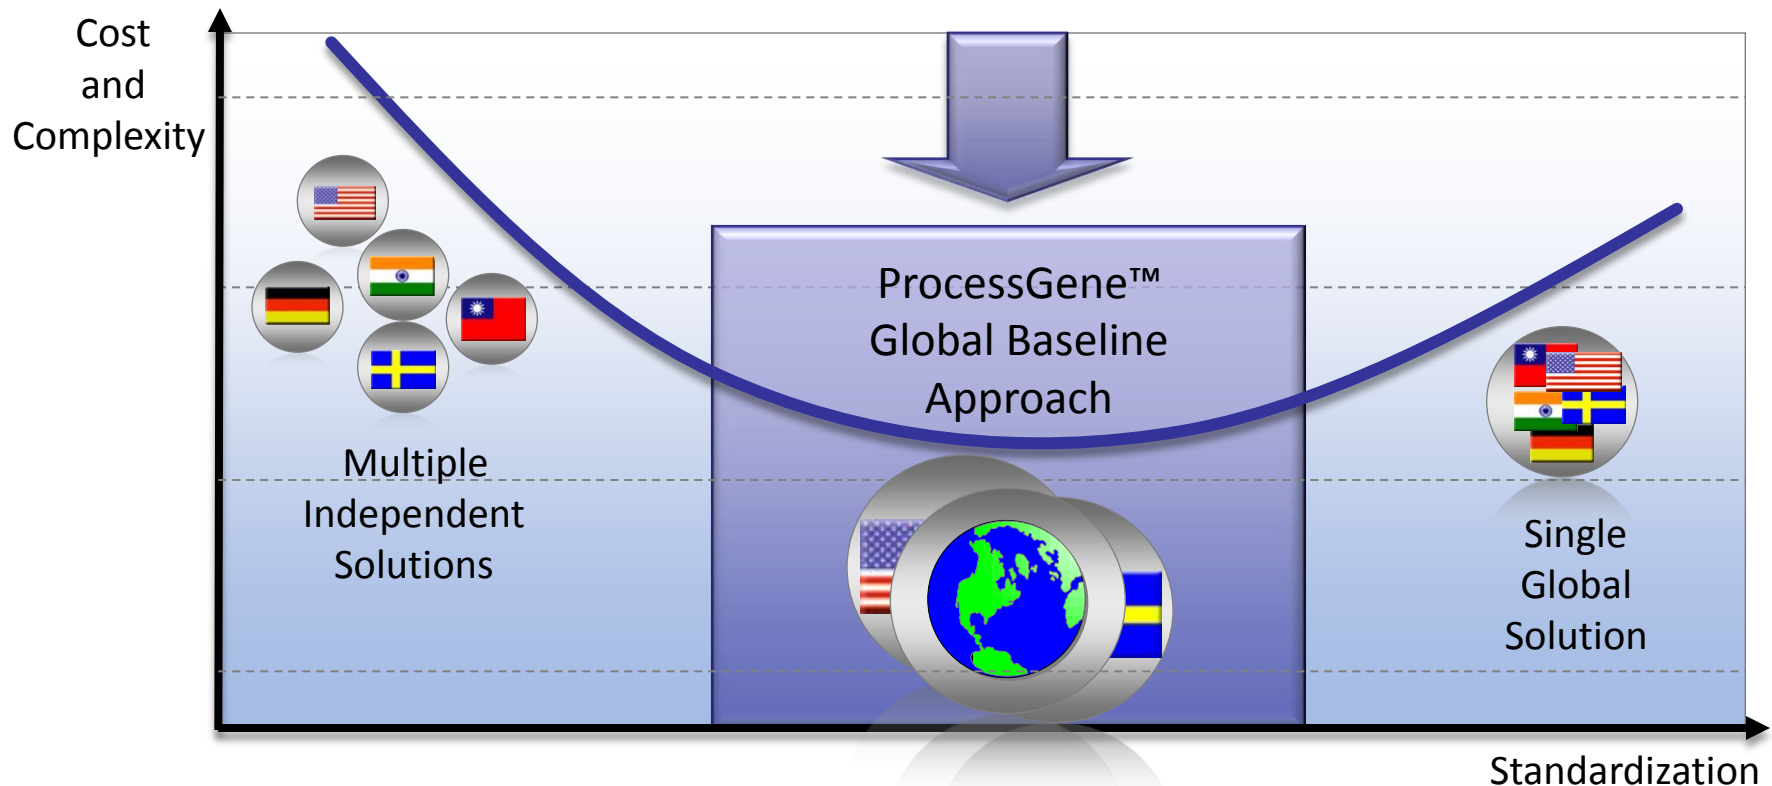 Cost
and
Complexity
ProcessGene™
Global Baseline
Approach
Multiple
Independent
Solutions
Single
Global
Solution
Standardization